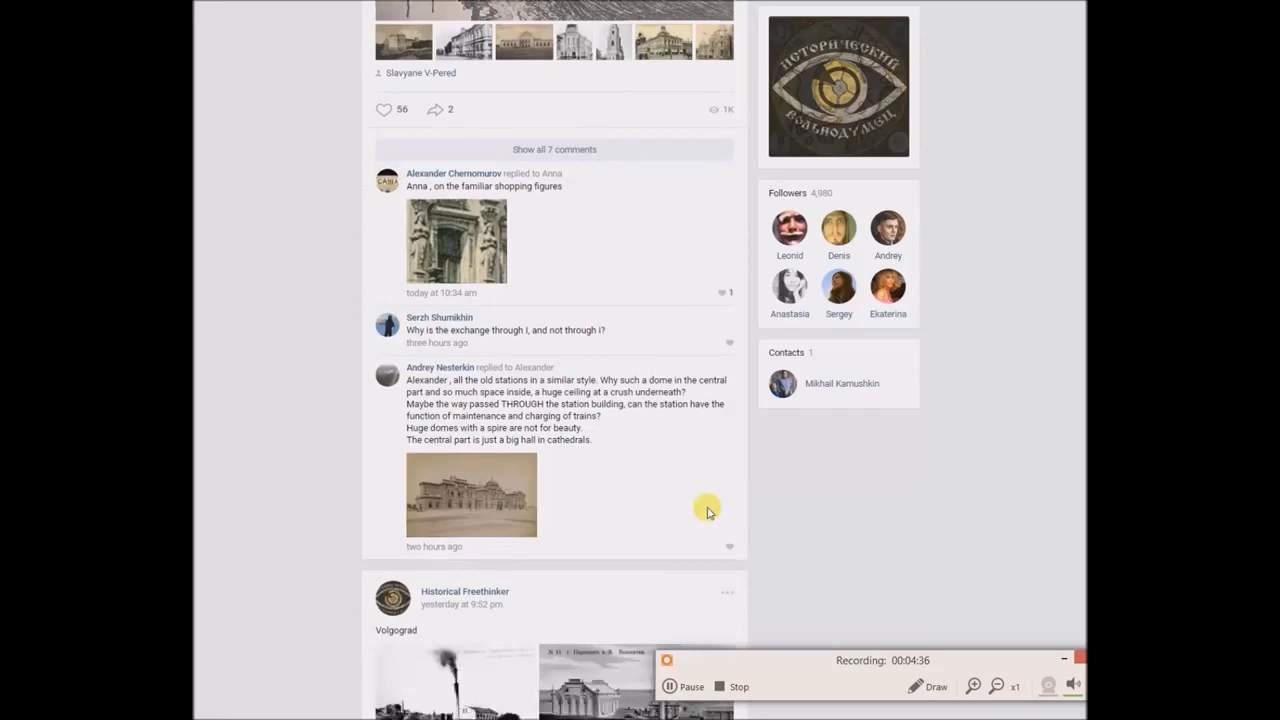 Slavyane V-Pered
56
2
1K
Show all 7 comments
Alexander Chernomurov replied to Anna
Anna , on the familiar shopping figures
today at 10:34 am
1
Serzh Shumikhin
Why is the exchange through I, and not through i?
three hours ago
Andrey Nesterkin replied to Alexander
Alexander , all the old stations in a similar style. Why such a dome in the central
part and so much space inside, a huge ceiling at a crush underneath?
Maybe the way passed THROUGH the station building, can the station have the
function of maintenance and charging of trains?
Huge domes with a spire are not for beauty.
The central part is just a big hall in cathedrals.
two hours ago
Historical Freethinker
yesterday at 9:52 pm
Volgograd
ИСТОРИЧЕСКИЙ
ВОЛЬНОДУМЕЦ
Followers 4,980
Leonid
Denis
Andrey
Anastasia
Sergey
Ekaterina
Contacts 1
Mikhail Kamushkin
Recording: 00:04:36
Pause
Stop
Draw
x1